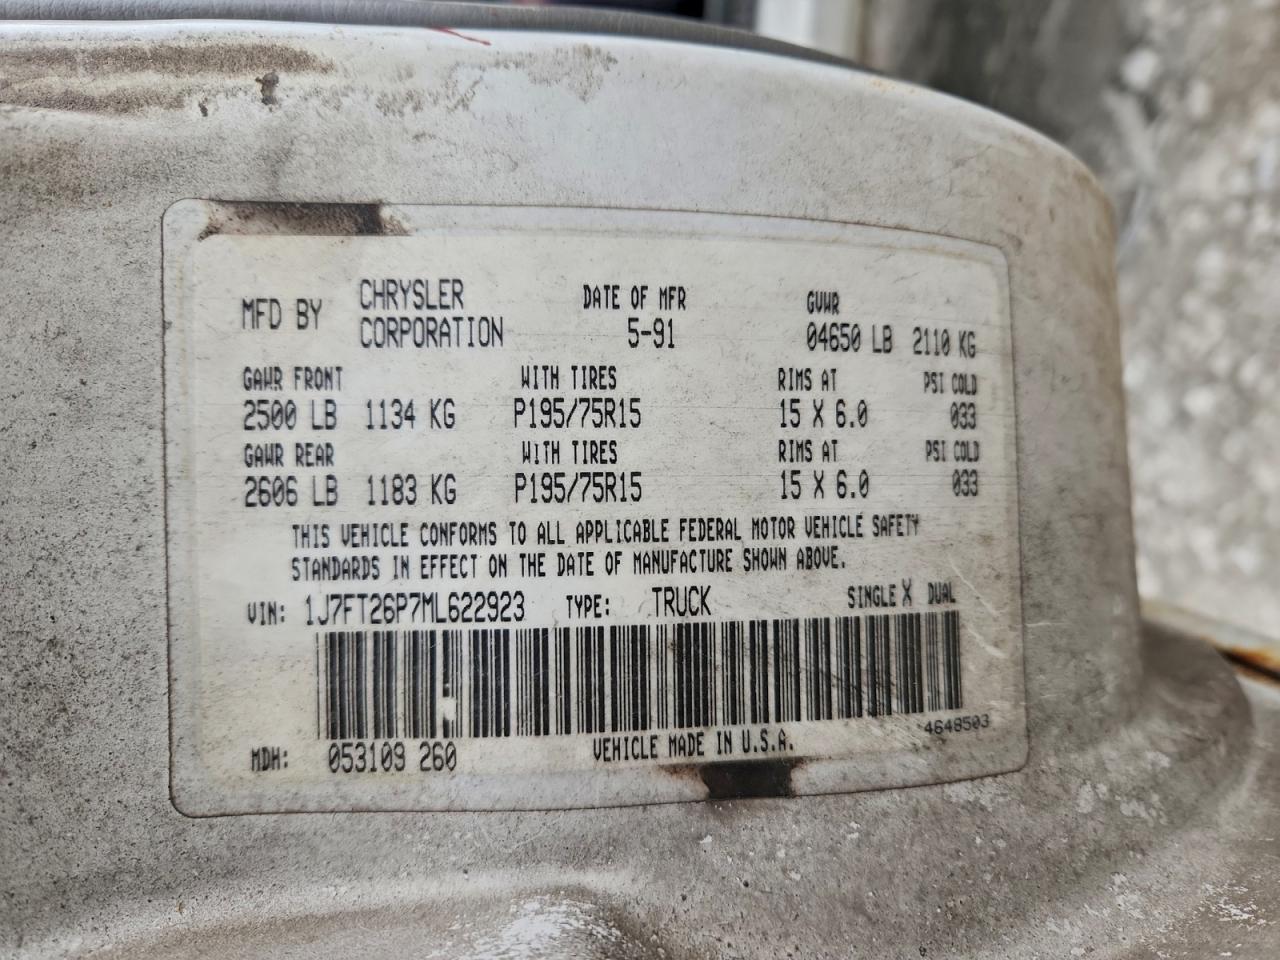 MFD BY CHRYSLER CORPORATION DATE OF MFR 5-91 GVWR 04650 LB 2110 KG
GAWR FRONT WITH TIRES RIMS AT PSI COLD
2500 LB 1134 KG P195/75R15 15 X 6.0 033
GAWR REAR WITH TIRES RIMS AT PSI COLD
2606 LB 1183 KG P195/75R15 15 X 6.0 033
THIS VEHICLE CONFORMS TO ALL APPLICABLE FEDERAL MOTOR VEHICLE SAFETY
STANDARDS IN EFFECT ON THE DATE OF MANUFACTURE SHOWN ABOVE.
VIN: 1J7FT26P7ML622923 TYPE: TRUCK SINGLE X DUAL
4648503
MDH: 053109 260 VEHICLE MADE IN U.S.A.